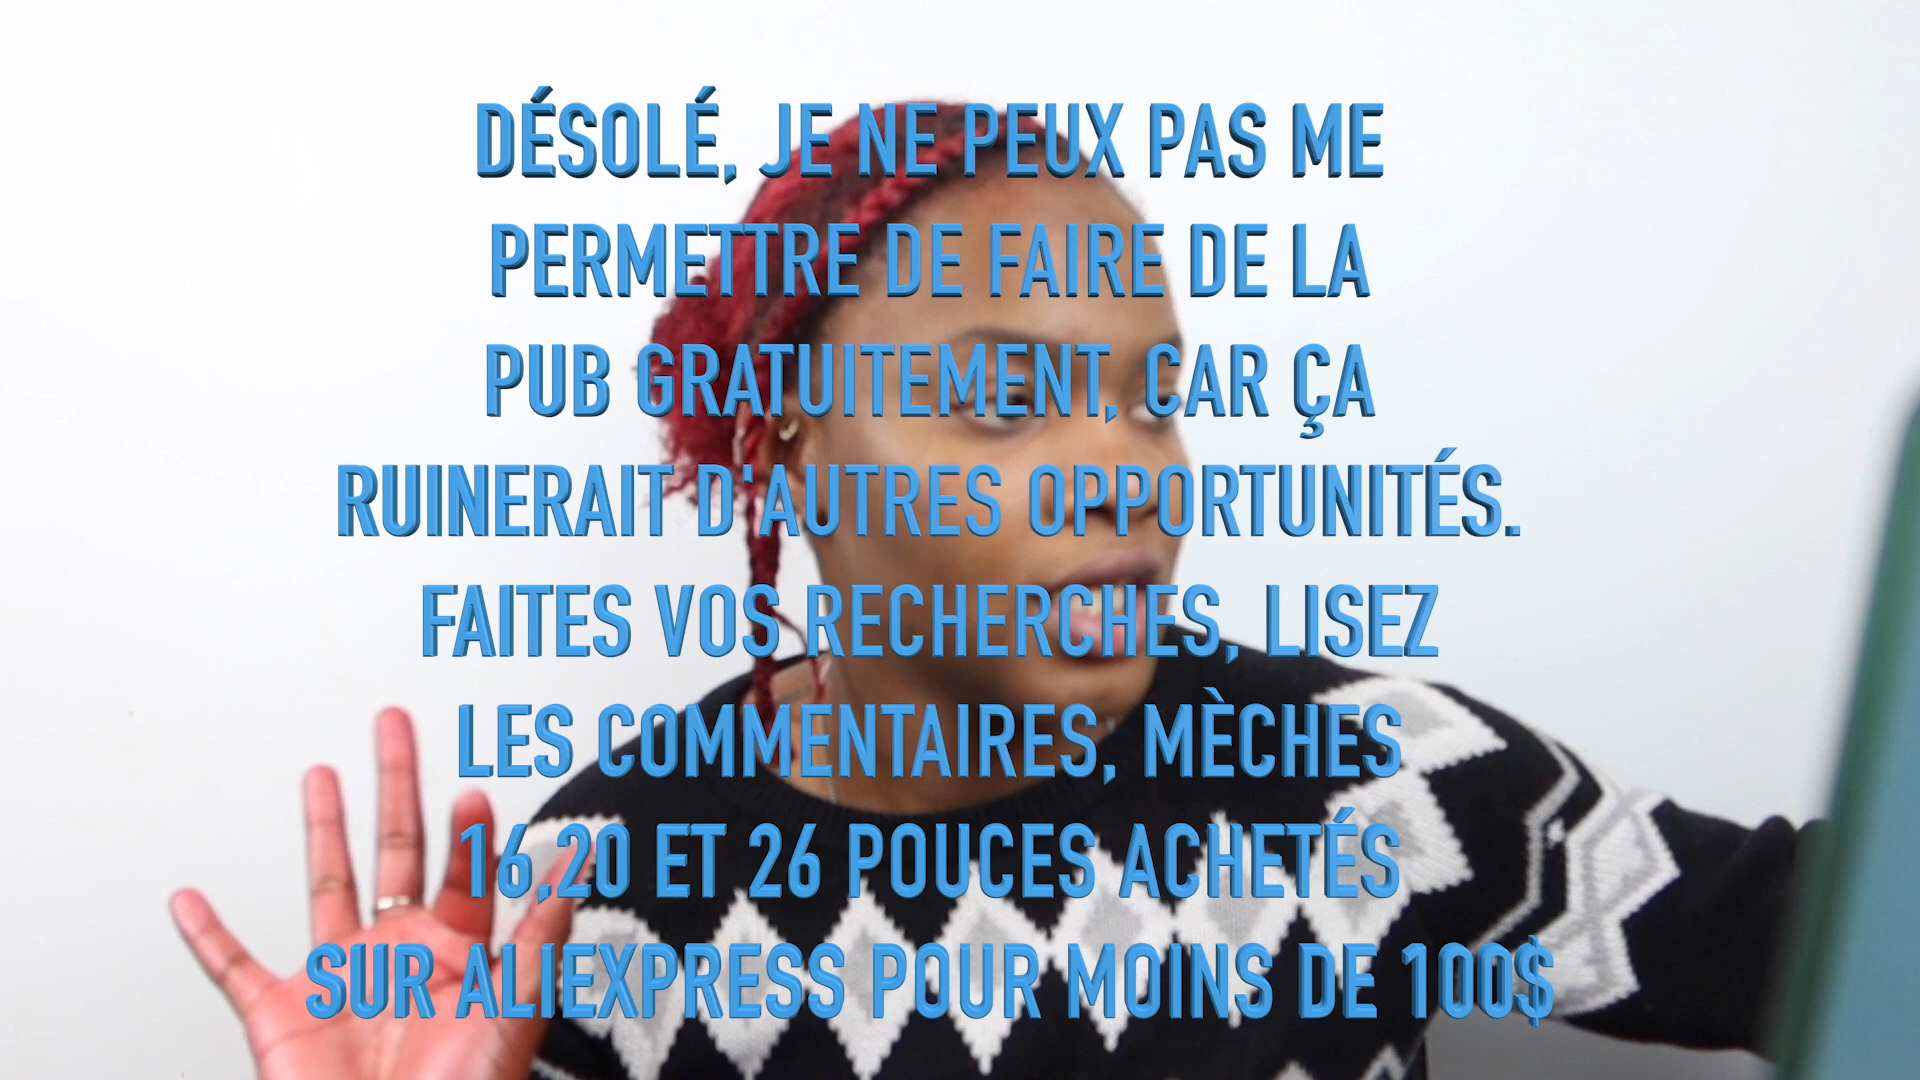 DÉSOLÉ, JE NE PEUX PAS ME
PERMETTRE DE FAIRE DE LA
PUB GRATUITEMENT, CAR ÇA
RUINERAIT D'AUTRES OPPORTUNITÉS.
FAITES VOS RECHERCHES, LISEZ
LES COMMENTAIRES, MÈCHES
16,20 ET 26 POUCES ACHETÉS
SUR ALIEXPRESS POUR MOINS DE 100$